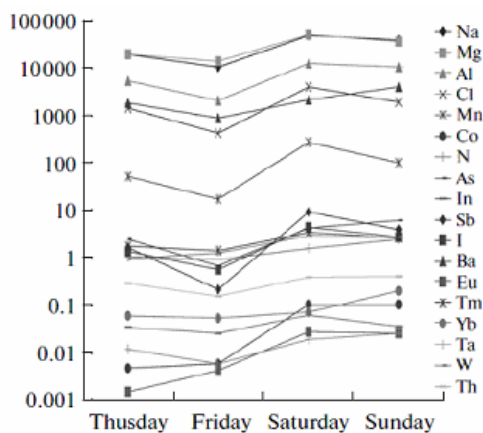 100000
10000
1000
100
10
1
0.1
0.01
0.001
Thusday Friday Saturday Sunday
Na
Mg
Al
Cl
Mn
Co
N
As
In
Sb
I
Ba
Eu
Tm
Yb
Ta
W
Th